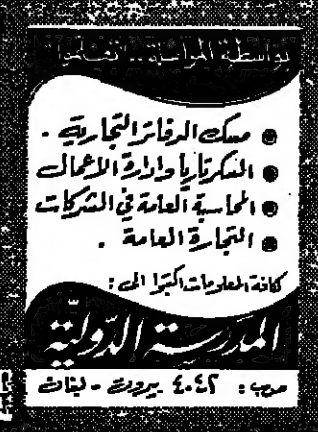 بواسطة المراسلة .. تعلموا
مسك الدفاتر التجارية .
السكرتاريا وادارة الاعمال
المحاسبة العامة في الشركات
التجارة العامة .
كافة المعلومات اكتبوا الى :
المدرسة الدولية
ص.ب : ٤٠٤٢ بيروت - لبنان